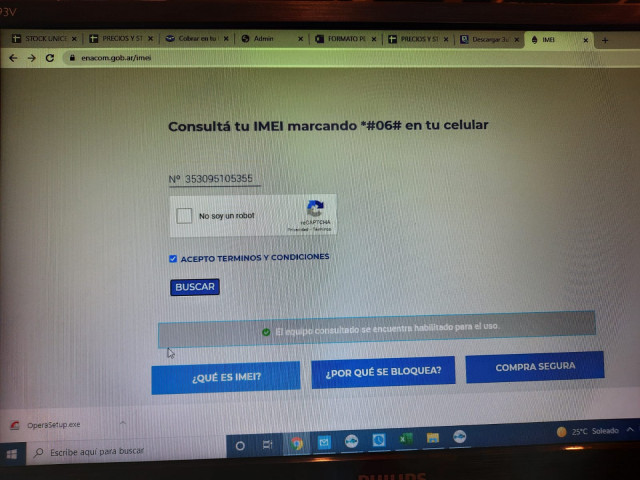 93V
STOCK UNIC
PRECIOS Y ST
Cobrar en tu
Admin
FORMATO PE
PRECIOS Y ST
Descargar
IMEI
enacom.gob.ar/imei
Consultá tu IMEI marcando *#06# en tu celular
Nº 353095105355
No soy un robot
reCAPTCHA
Privacidad - Términos
ACEPTO TERMINOS Y CONDICIONES
BUSCAR
El equipo consultado se encuentra habilitado para el uso.
¿QUÉ ES IMEI?
¿POR QUÉ SE BLOQUEA?
COMPRA SEGURA
OperaSetup.exe
Escribe aquí para buscar
25°C Soleado
PHILIPS